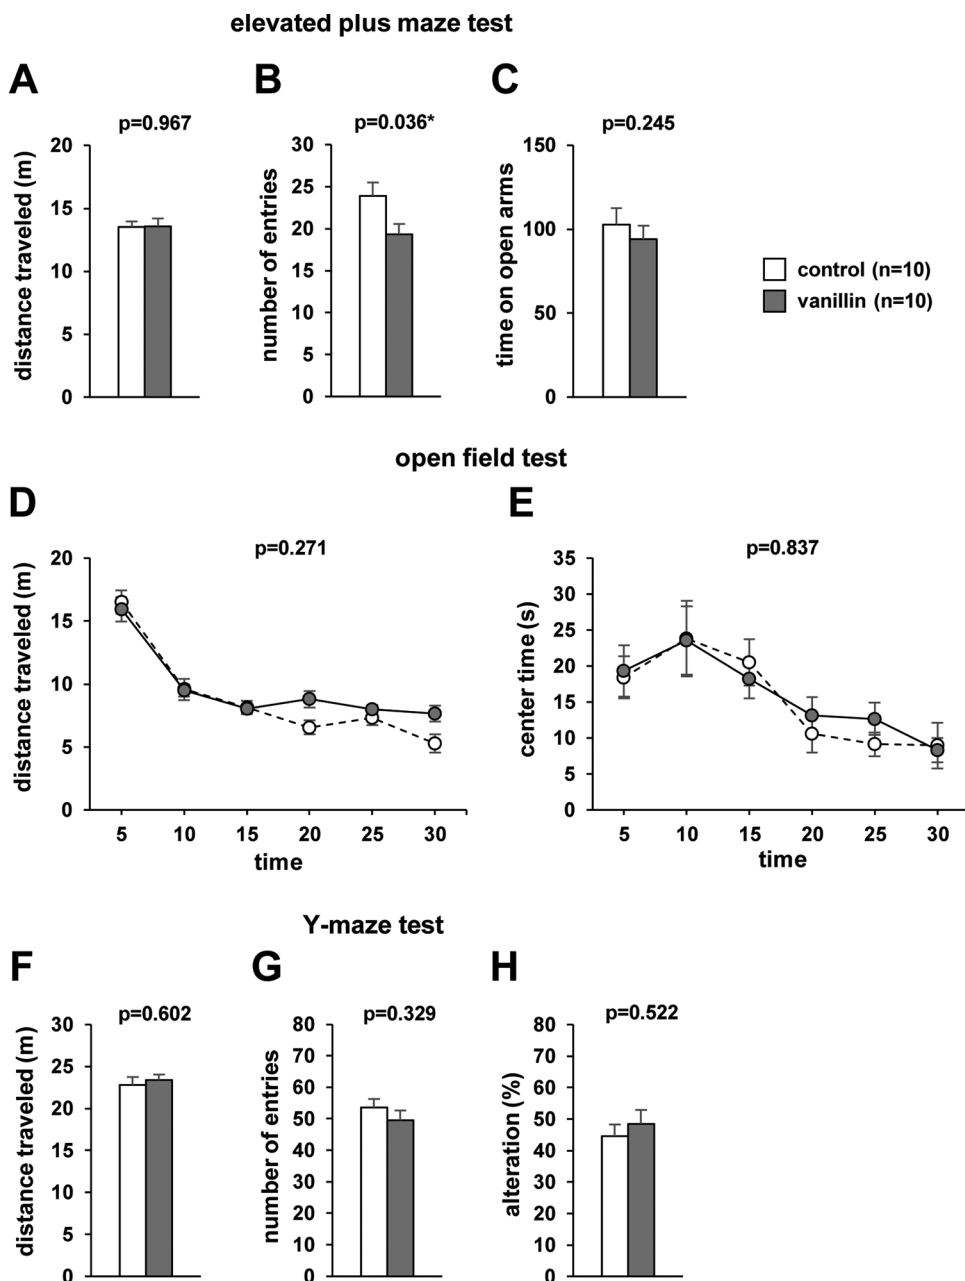 elevated plus maze test
A
B
C
p=0.967
p=0.036*
p=0.245
distance traveled (m)
20
15
10
5
0
number of entries
30
25
20
15
10
5
0
time on open arms
150
100
50
0
control (n=10)
vanillin (n=10)
open field test
D
E
p=0.271
p=0.837
distance traveled (m)
20
15
10
5
0
5 10 15 20 25 30
time
center time (s)
35
30
25
20
15
10
5
0
5 10 15 20 25 30
time
Y-maze test
F
G
H
p=0.602
p=0.329
p=0.522
distance traveled (m)
30
25
20
15
10
5
0
number of entries
80
70
60
50
40
30
20
10
0
alteration (%)
80
70
60
50
40
30
20
10
0